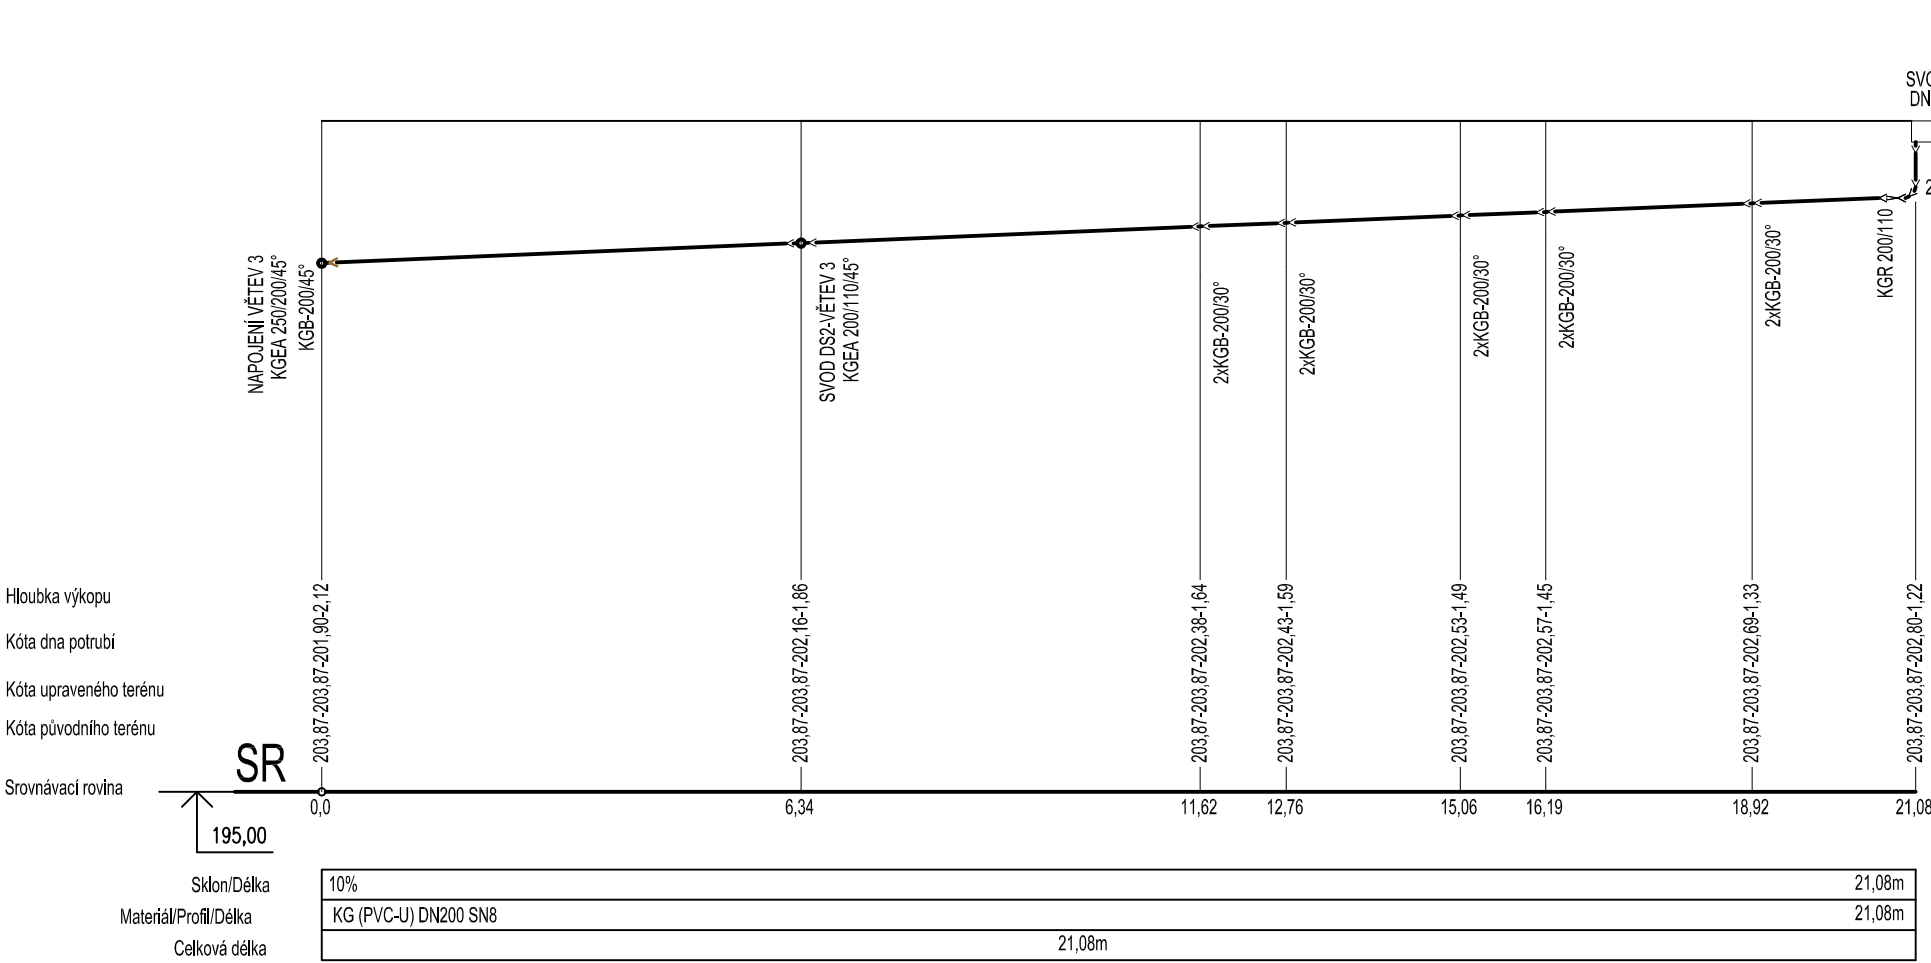 SVO
DN
2
NAPOJENÍ VĚTEV 3
KGEA 250/200/45°
KGB-200/45°
SVOD DS2-VĚTEV 3
KGEA 200/110/45°
2xKGB-200/30°
2xKGB-200/30°
2xKGB-200/30°
2xKGB-200/30°
2xKGB-200/30°
KGR 200/110
Hloubka výkopu
Kóta dna potrubí
Kóta upraveného terénu
Kóta původního terénu
203,87-203,87-201,90-2,12
203,87-203,87-202,16-1,86
203,87-203,87-202,38-1,64
203,87-203,87-202,43-1,59
203,87-203,87-202,53-1,49
203,87-203,87-202,57-1,45
203,87-203,87-202,69-1,33
203,87-203,87-202,80-1,22
SR
Srovnávací rovina
0,0 6,34 11,62 12,76 15,06 16,19 18,92 21,08
195,00
Sklon/Délka 10% 21,08m
Materiál/Profil/Délka KG (PVC-U) DN200 SN8 21,08m
Celková délka 21,08m